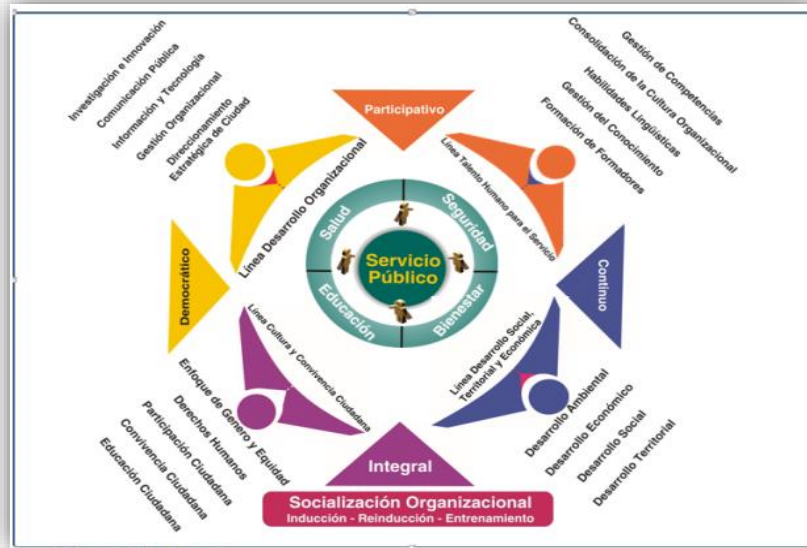 Investigación e Innovación
Comunicación Pública
Información y Tecnología
Gestión Organizacional
Direccionamiento
Estratégica de Ciudad
Línea Desarrollo Organizacional
Participativo
Gestión de Competencias
Consolidación de la Cultura Organizacional
Habilidades Lingüísticas
Gestión del Conocimiento
Formación de Formadores
Línea Talento Humano para el Servicio
Democrático
Salud
Seguridad
Servicio
Público
Educación
Bienestar
Continuo
Línea Cultura y Convivencia Ciudadana
Enfoque de Genero y Equidad
Derechos Humanos
Participación Ciudadana
Convivencia Ciudadana
Educación Ciudadana
Línea Desarrollo Social,
Territorial y Económica
Desarrollo Ambiental
Desarrollo Económico
Desarrollo Social
Desarrollo Territorial
Integral
Socialización Organizacional
Inducción - Reinducción - Entrenamiento